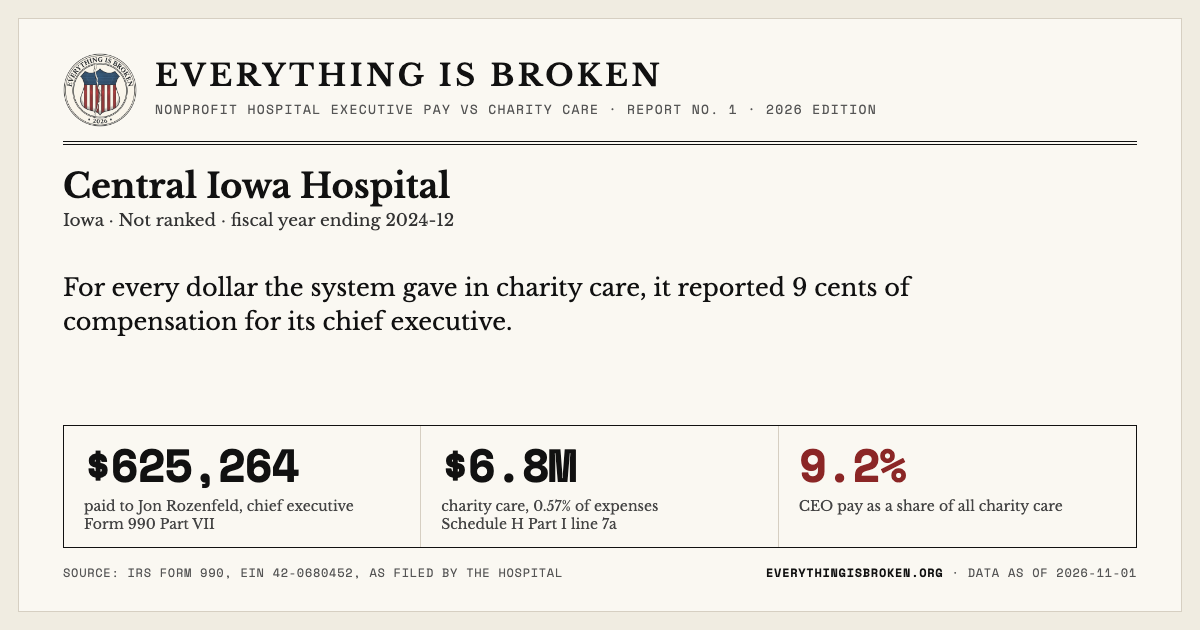 EVERYTHING IS BROKEN
· 2026 ·
EVERYTHING IS BROKEN
NONPROFIT HOSPITAL EXECUTIVE PAY VS CHARITY CARE · REPORT NO. 1 · 2026 EDITION
Central Iowa Hospital
Iowa · Not ranked · fiscal year ending 2024-12
For every dollar the system gave in charity care, it reported 9 cents of
compensation for its chief executive.
$625,264
paid to Jon Rozenfeld, chief executive
Form 990 Part VII
$6.8M
charity care, 0.57% of expenses
Schedule H Part I line 7a
9.2%
CEO pay as a share of all charity care
SOURCE: IRS FORM 990, EIN 42-0680452, AS FILED BY THE HOSPITAL
EVERYTHINGISBROKEN.ORG · DATA AS OF 2026-11-01